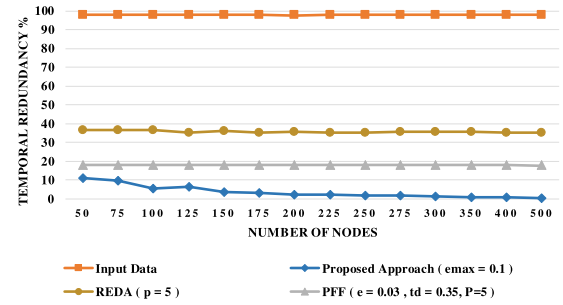 TEMPORAL REDUNDANCY %
100
90
80
70
60
50
40
30
20
10
0
50 75 100 125 150 175 200 225 250 275 300 350 400 500
NUMBER OF NODES
Input Data
Proposed Approach ( emax = 0.1 )
REDA ( p = 5 )
PFF ( e = 0.03 , td = 0.35, P=5 )